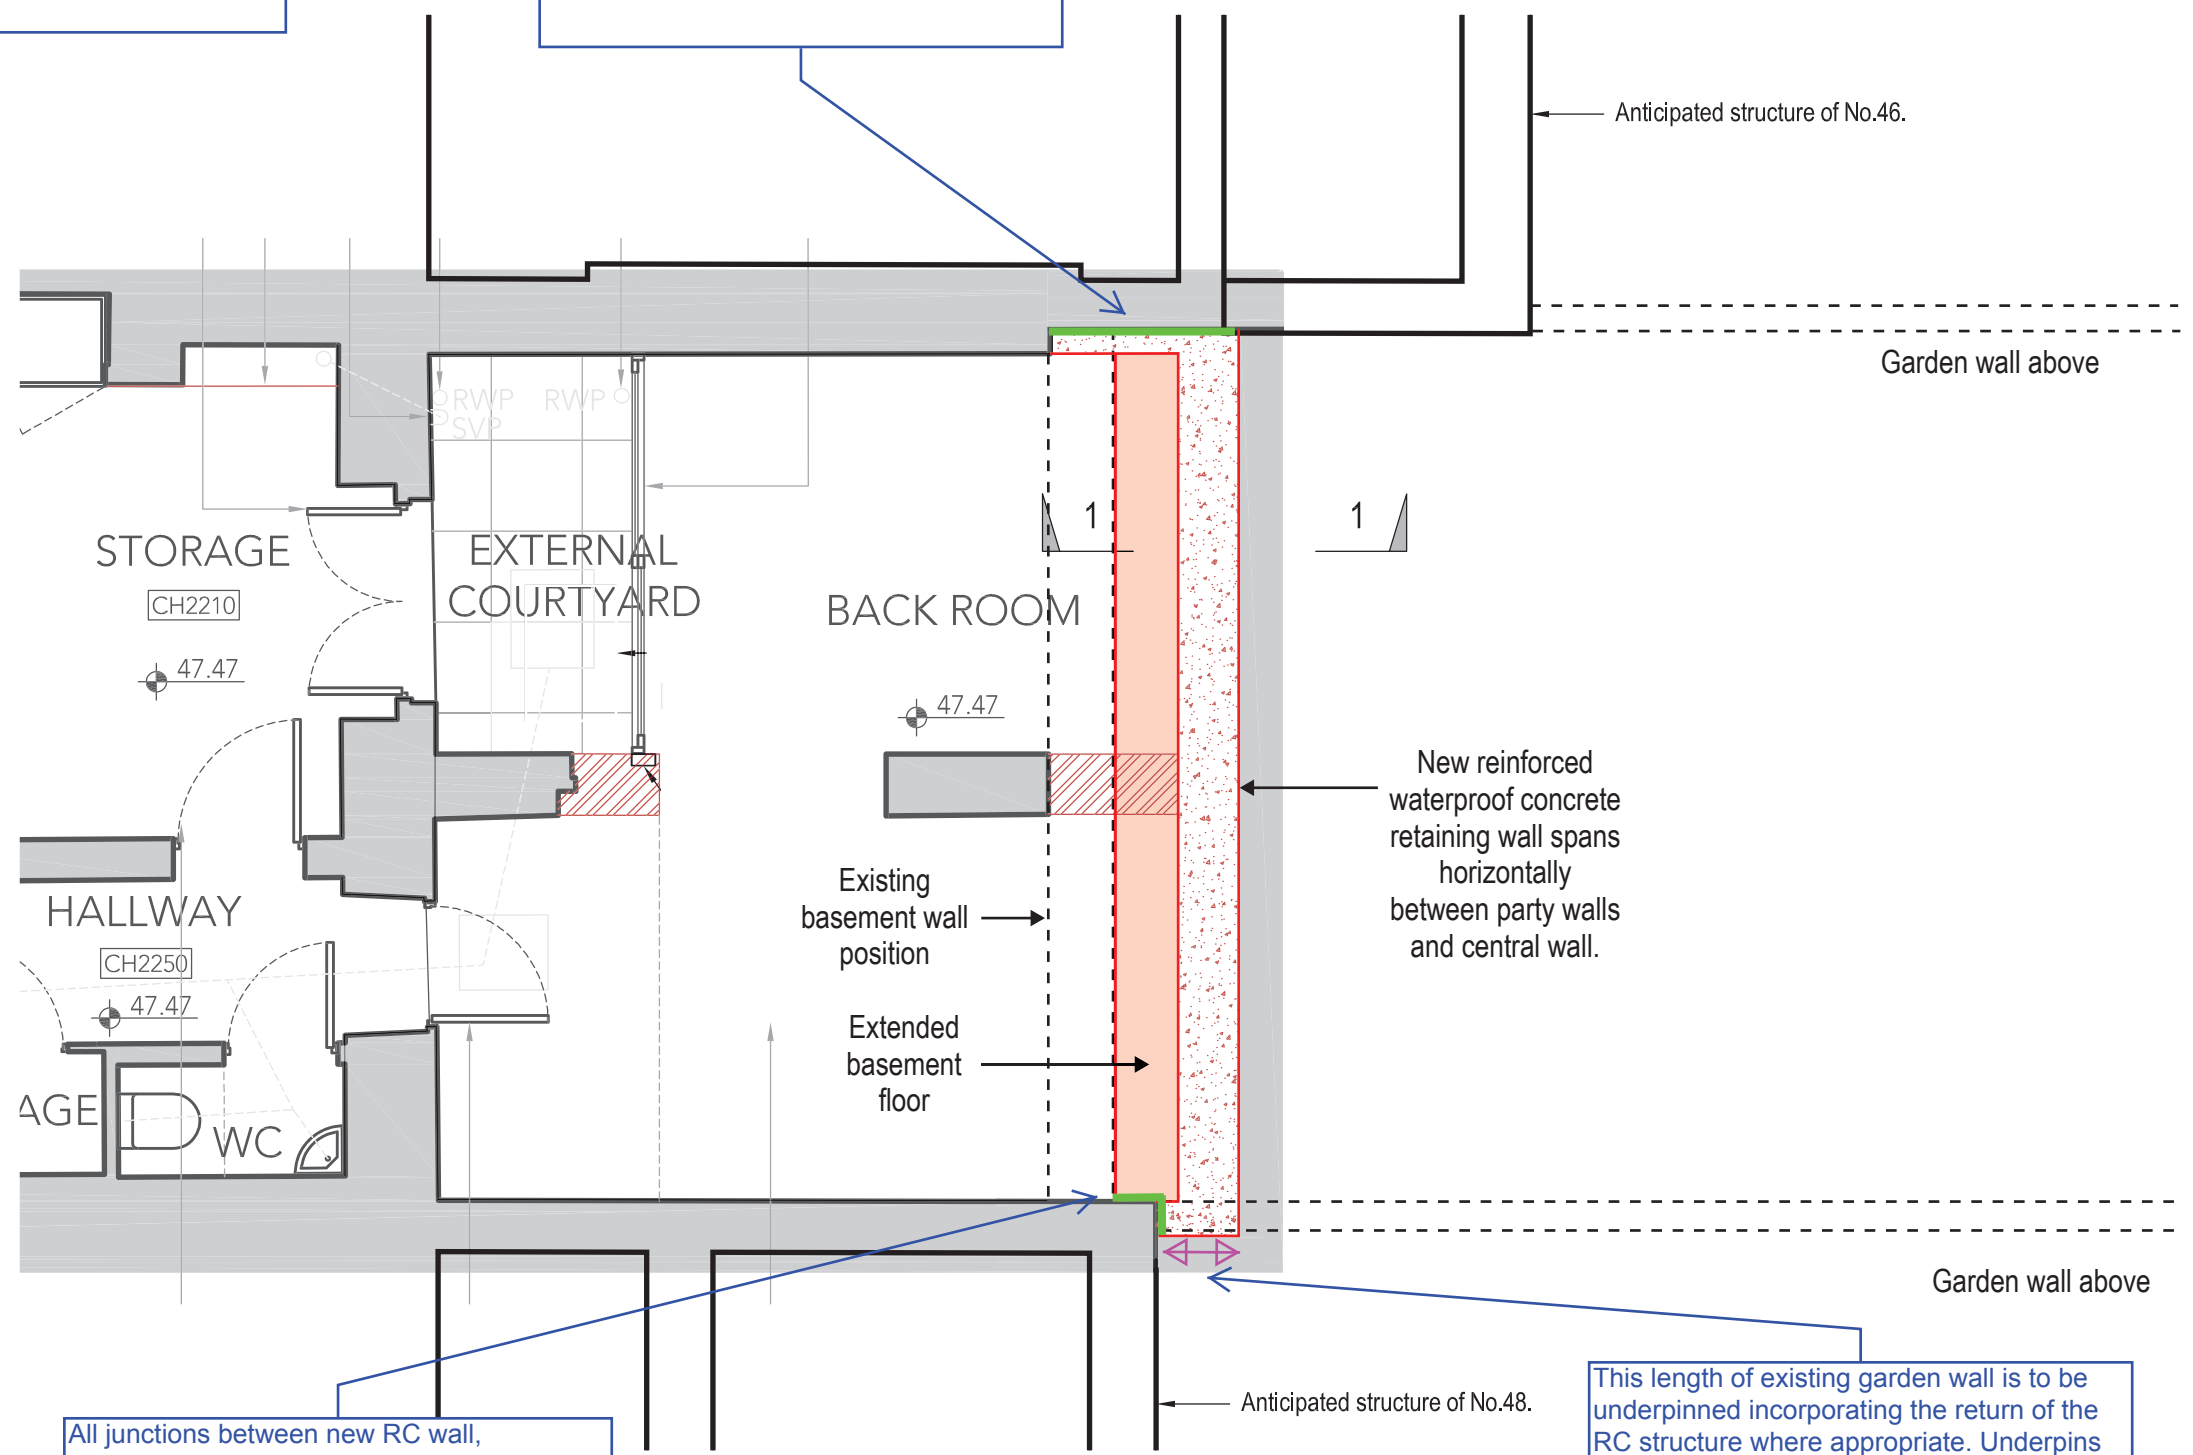 Anticipated structure of No.46.
Garden wall above
RWP
RWP
SVP
1
1
STORAGE
CH2210
47.47
EXTERNAL
COURTYARD
BACK ROOM
47.47
New reinforced
waterproof concrete
retaining wall spans
horizontally
between party walls
and central wall.
Existing
basement wall
position
HALLWAY
CH2250
47.47
Extended
basement
floor
AGE
WC
Garden wall above
Anticipated structure of No.48.
This length of existing garden wall is to be
underpinned incorporating the return of the
RC structure where appropriate. Underpins
All junctions between new RC wall,